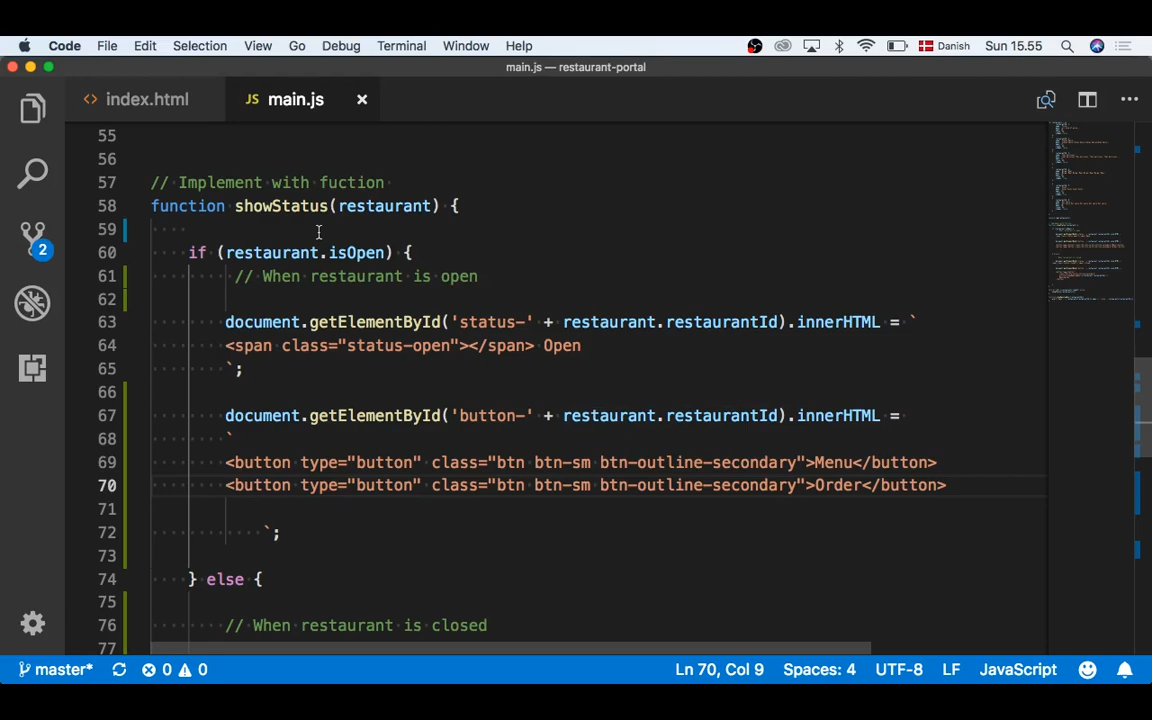 Code File Edit Selection View Go Debug Terminal Window Help Danish Sun 15.55
main.js — restaurant-portal
<> index.html JS main.js ×
55
56
57 // Implement with fuction
58 function showStatus(restaurant) {
59
60 if (restaurant.isOpen) {
61 // When restaurant is open
62
63 document.getElementById('status-' + restaurant.restaurantId).innerHTML = `
64 <span class="status-open"></span> Open
65 `;
66
67 document.getElementById('button-' + restaurant.restaurantId).innerHTML =
68 `
69 <button type="button" class="btn btn-sm btn-outline-secondary">Menu</button>
70 <button type="button" class="btn btn-sm btn-outline-secondary">Order</button>
71
72 `;
73
74 } else {
75
76 // When restaurant is closed
77
2
master* 0 0 Ln 70, Col 9 Spaces: 4 UTF-8 LF JavaScript